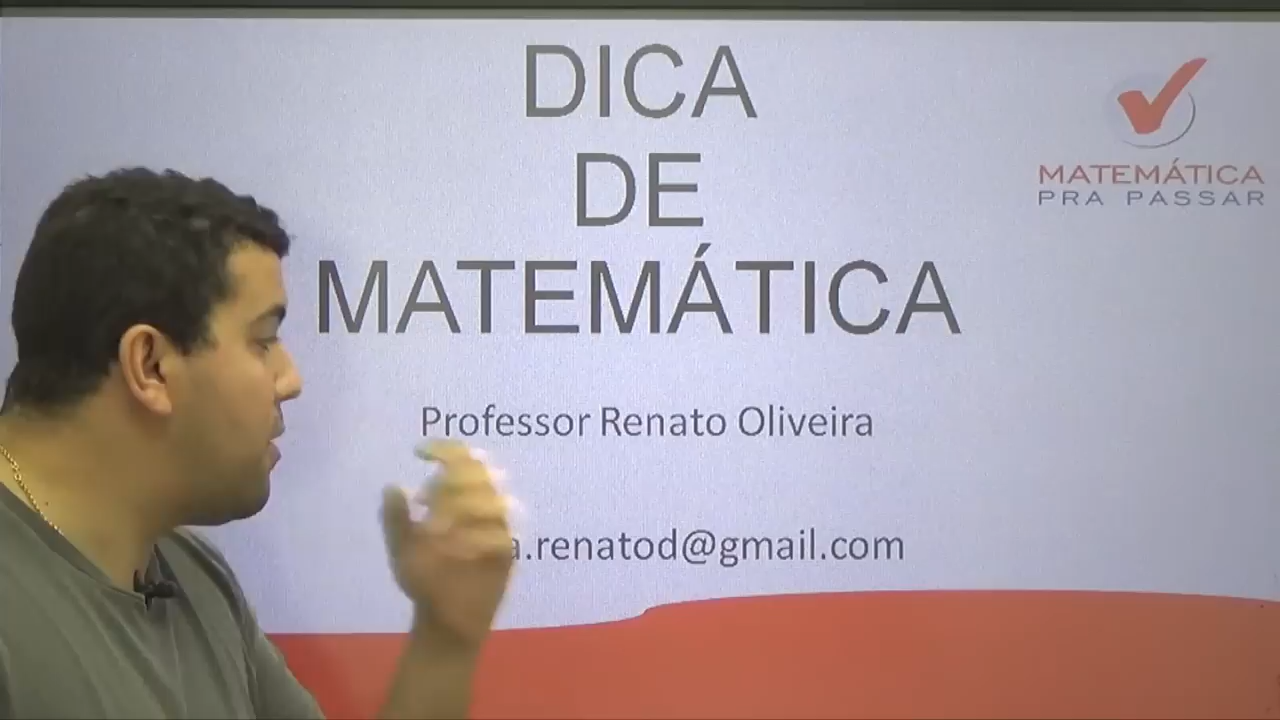 DICA
DE
MATEMÁTICA
MATEMÁTICA
PRA PASSAR
Professor Renato Oliveira
a.renatod@gmail.com